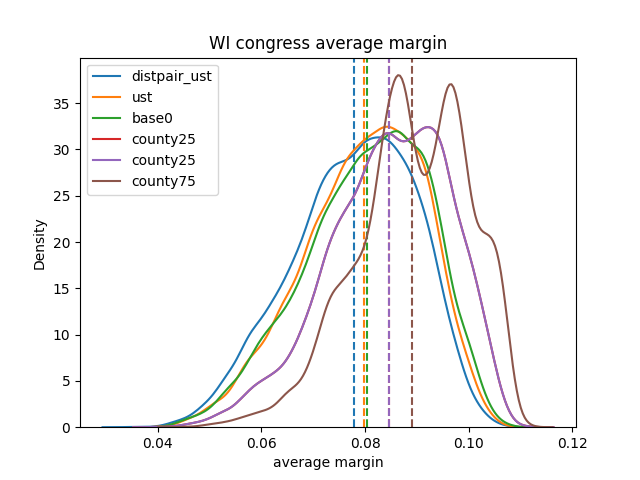 WI congress average margin
distpair_ust
ust
base0
county25
county25
county75
Density
35
30
25
20
15
10
5
0
0.04 0.06 0.08 0.10 0.12
average margin